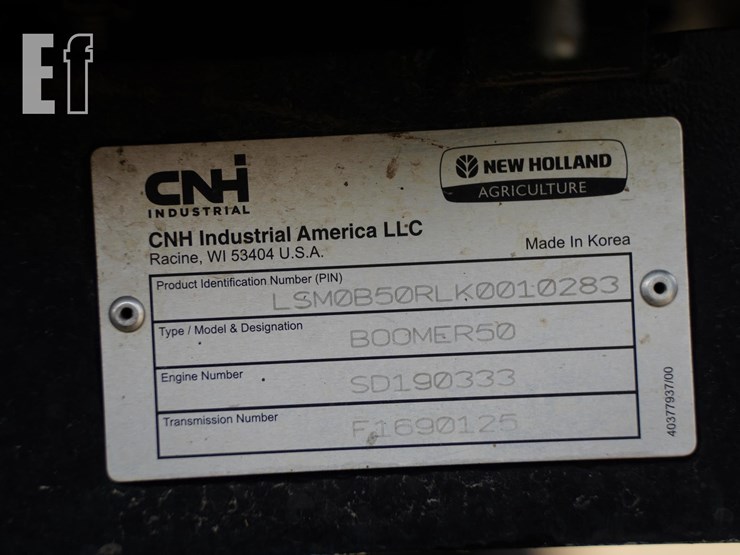 Ef
CNH
INDUSTRIAL
NEW HOLLAND
AGRICULTURE
CNH Industrial America LLC
Racine, WI 53404 U.S.A.
Made In Korea
Product Identification Number (PIN)
LSM0B50RLK0010283
Type / Model & Designation
BOOMER50
Engine Number
SD190333
Transmission Number
F1690125
40377937/00